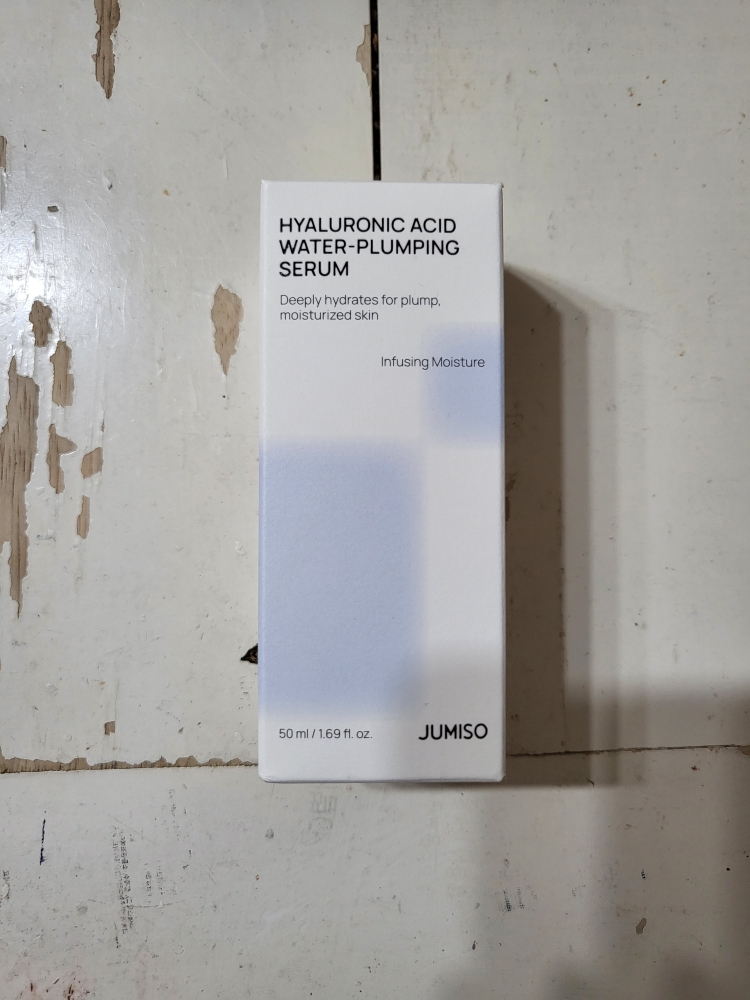 HYALURONIC ACID
WATER-PLUMPING
SERUM
Deeply hydrates for plump,
moisturized skin
Infusing Moisture
50 ml / 1.69 fl. oz.
JUMISO